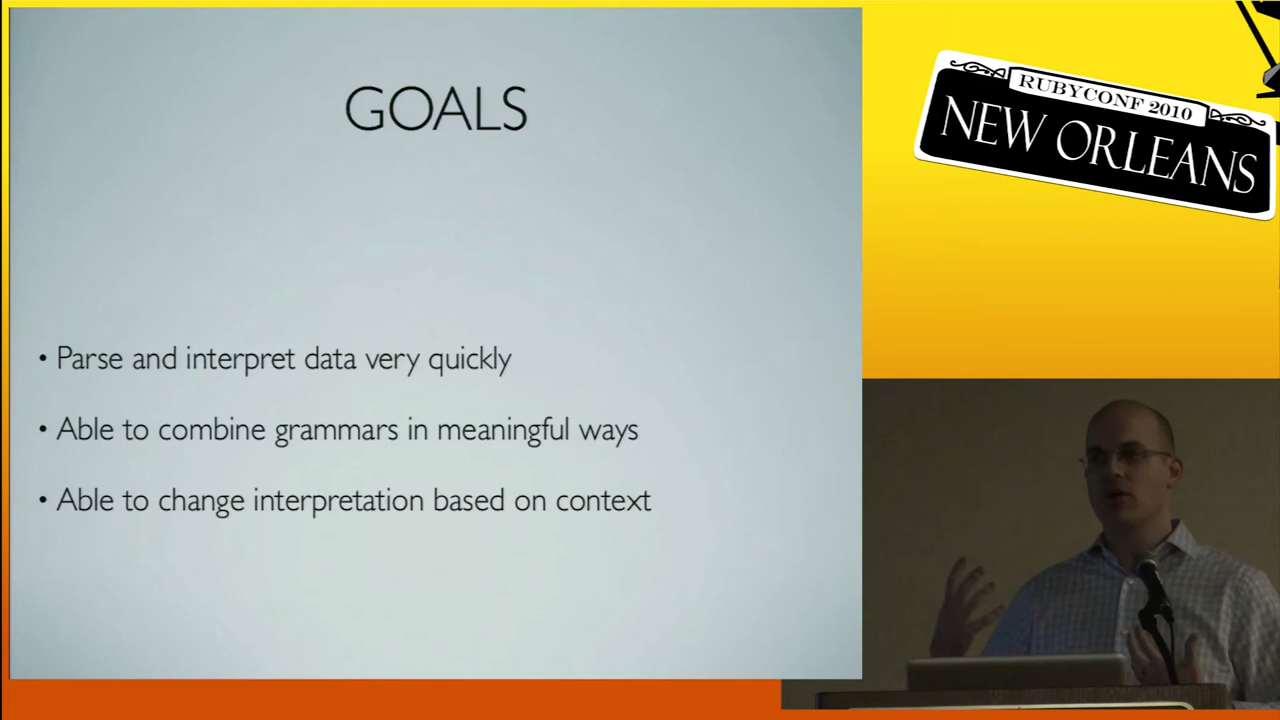 GOALS
• Parse and interpret data very quickly
• Able to combine grammars in meaningful ways
• Able to change interpretation based on context
RUBYCONF 2010
NEW ORLEANS